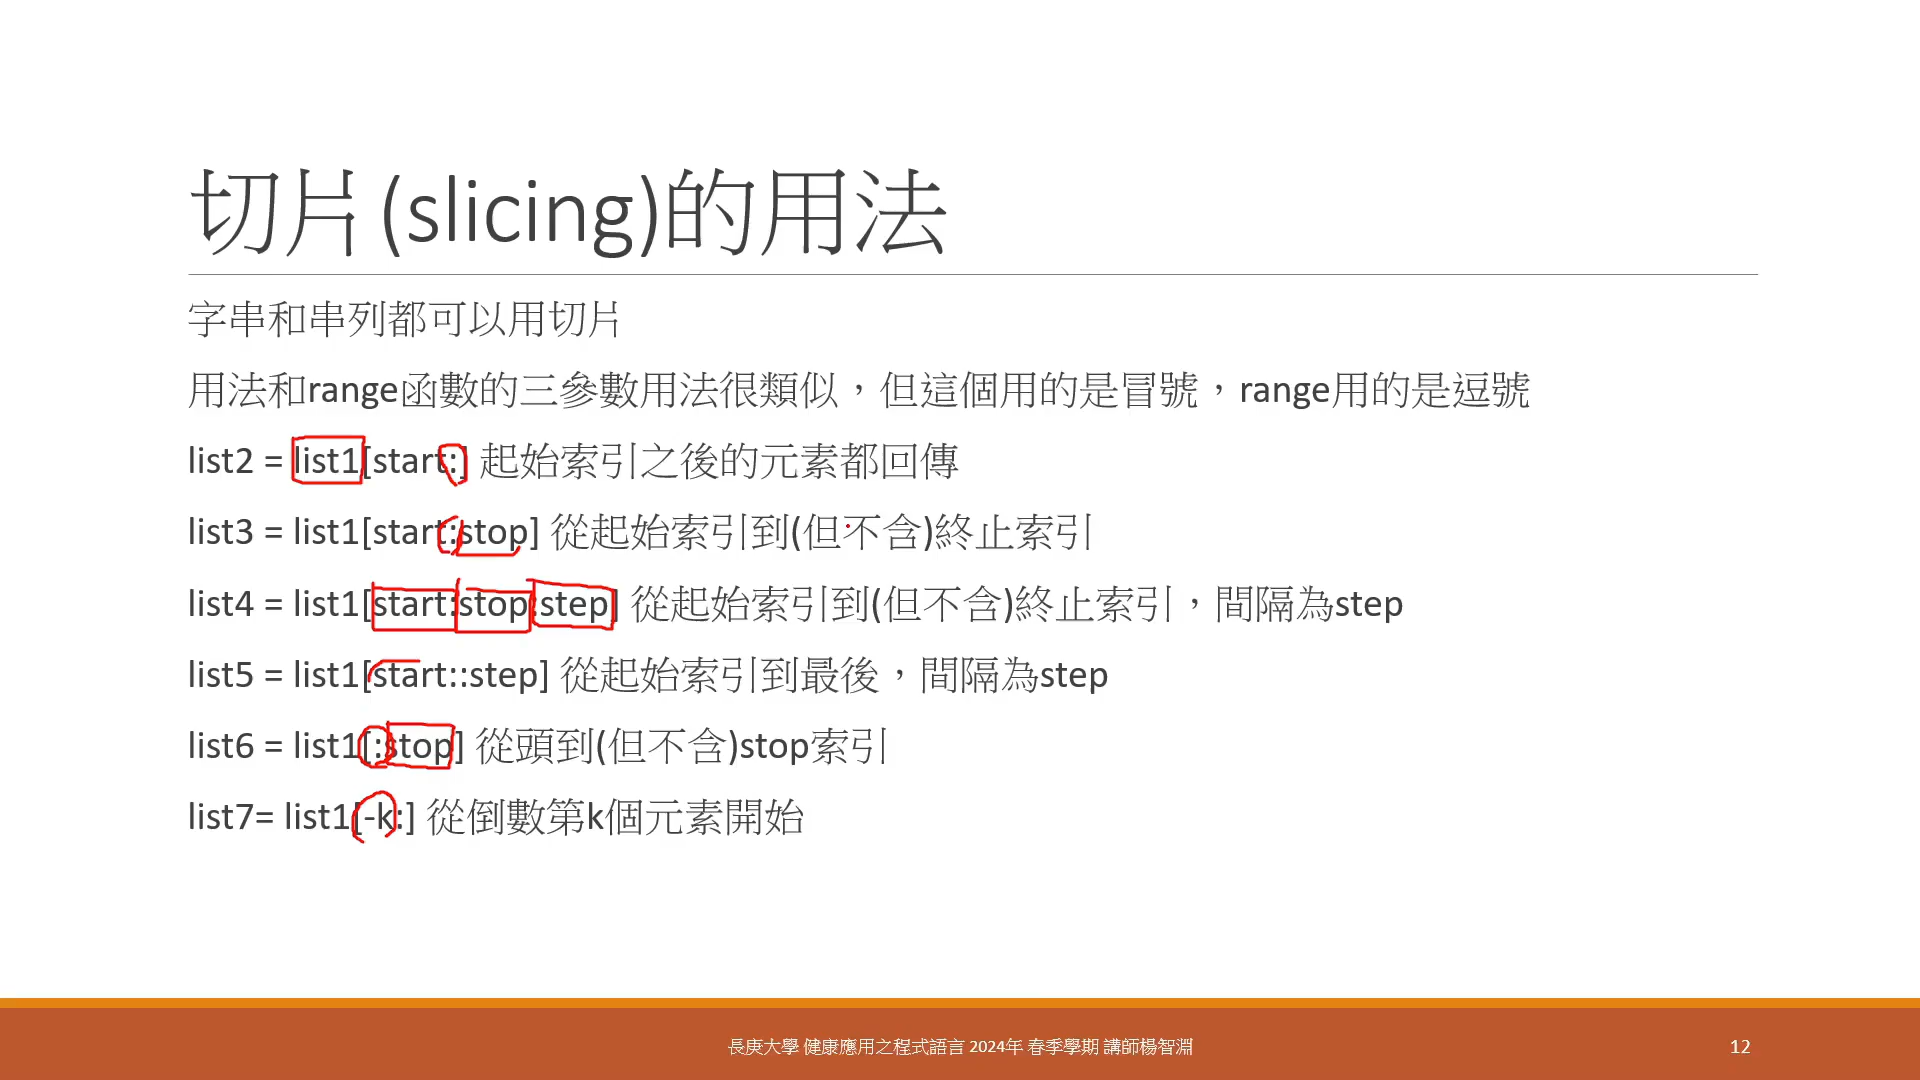 切片(slicing)的用法
字串和串列都可以用切片
用法和range函數的三參數用法很類似，但這個用的是冒號，range用的是逗號
list2 = list1[start:] 起始索引之後的元素都回傳
list3 = list1[start:stop] 從起始索引到(但不含)終止索引
list4 = list1[start:stop:step] 從起始索引到(但不含)終止索引，間隔為step
list5 = list1[start::step] 從起始索引到最後，間隔為step
list6 = list1[:stop] 從頭到(但不含)stop索引
list7= list1[-k:] 從倒數第k個元素開始
長庚大學 健康應用之程式語言 2024年 春季學期 講師楊智淵
12